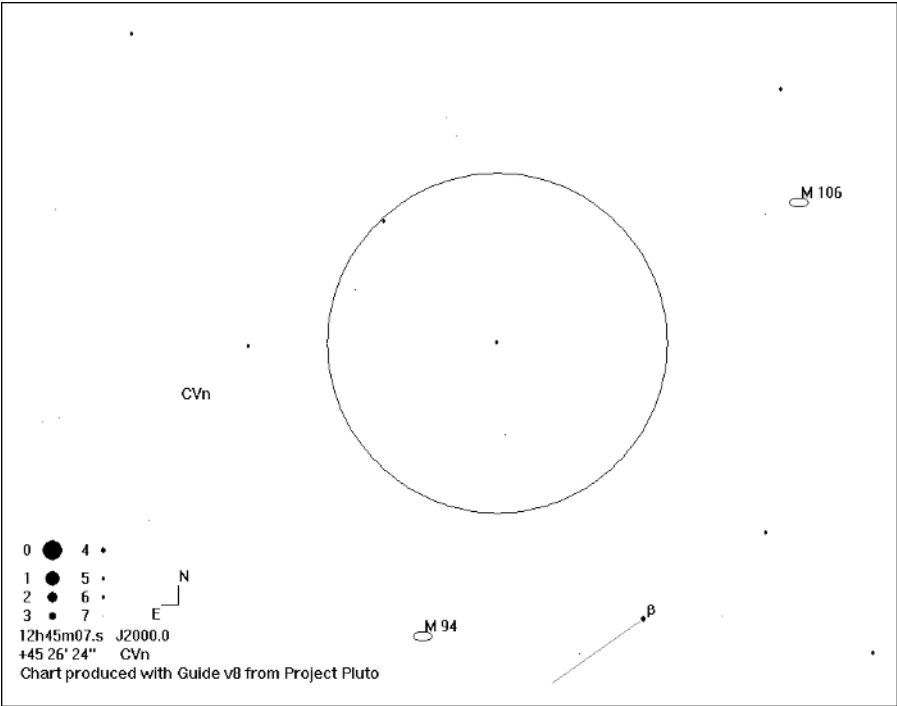 M 106
CVn
N
E
M 94
β
0 4
1 5
2 6
3 7
12h45m07.s J2000.0
+45 26' 24" CVn
Chart produced with Guide v8 from Project Pluto